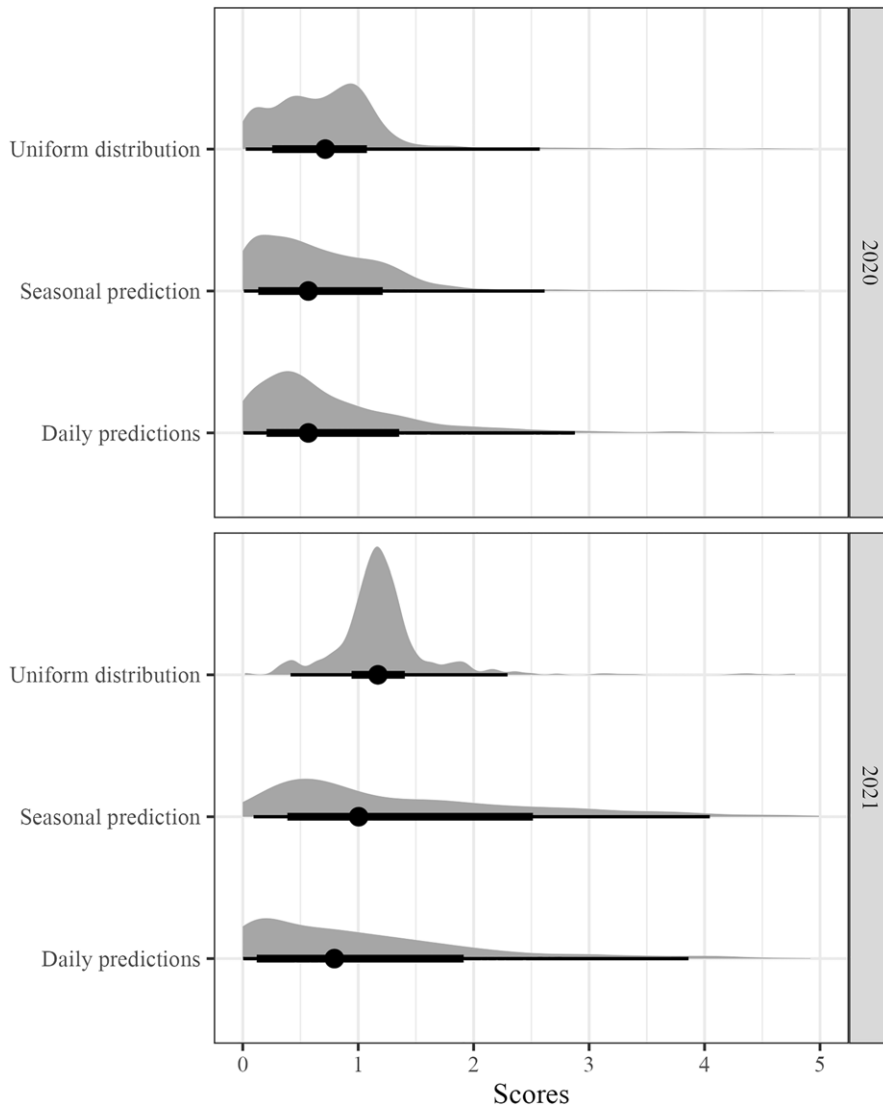 Uniform distribution
Seasonal prediction
Daily predictions
2020
Uniform distribution
Seasonal prediction
Daily predictions
2021
0 1 2 3 4 5
Scores